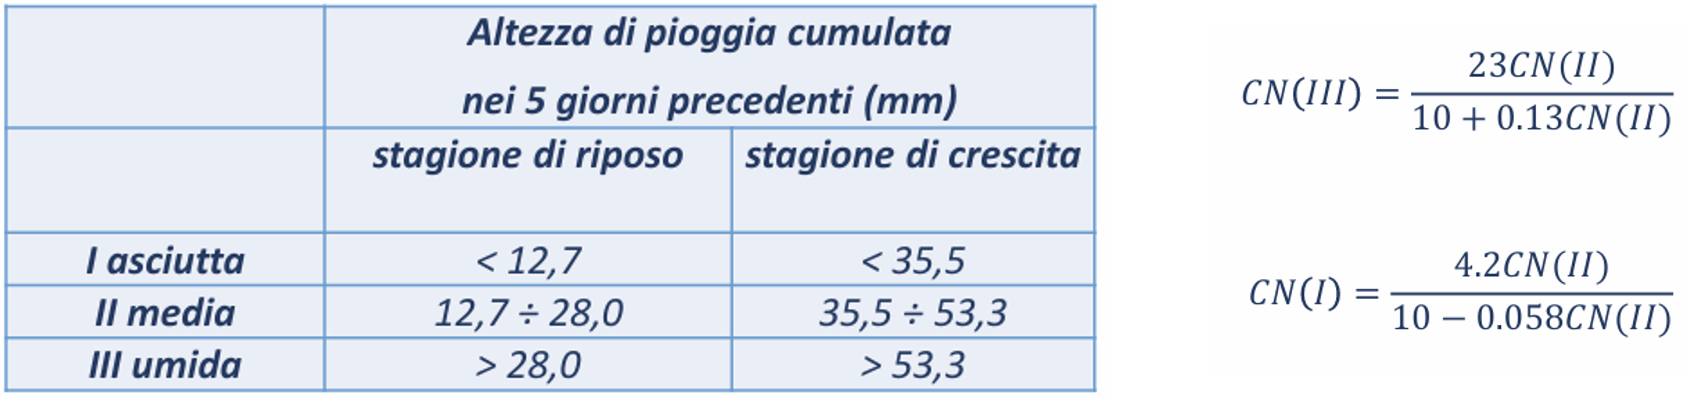 Altezza di pioggia cumulata
nei 5 giorni precedenti (mm)
stagione di riposo stagione di crescita
I asciutta < 12,7 < 35,5
II media 12,7 ÷ 28,0 35,5 ÷ 53,3
III umida > 28,0 > 53,3
CN(III) = 23CN(II)
10 + 0.13CN(II)
CN(I) = 4.2CN(II)
10 − 0.058CN(II)